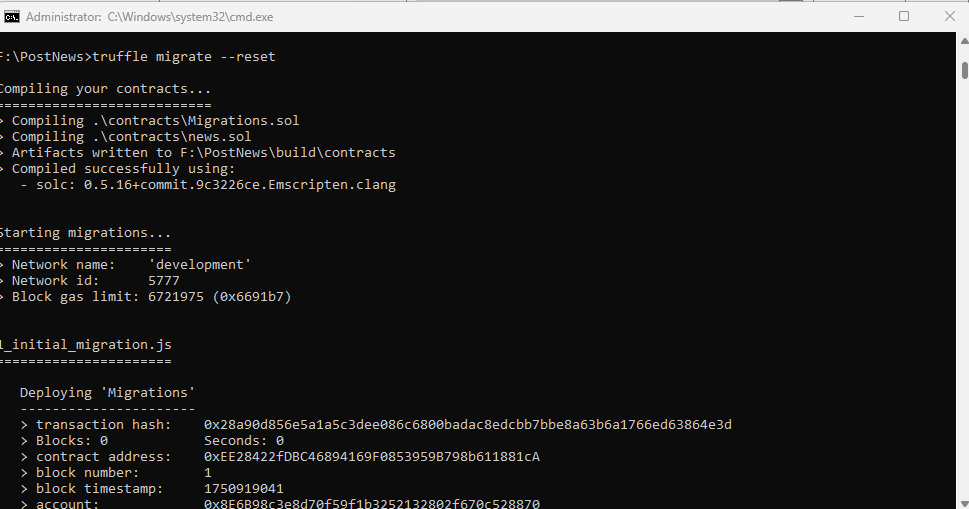 Administrator: C:\Windows\system32\cmd.exe
F:\PostNews>truffle migrate --reset
Compiling your contracts...
===========================
> Compiling .\contracts\Migrations.sol
> Compiling .\contracts\news.sol
> Artifacts written to F:\PostNews\build\contracts
> Compiled successfully using:
- solc: 0.5.16+commit.9c3226ce.Emscripten.clang
Starting migrations...
======================
> Network name: 'development'
> Network id: 5777
> Block gas limit: 6721975 (0x6691b7)
1_initial_migration.js
======================
Deploying 'Migrations'
----------------------
> transaction hash: 0x28a90d856e5a1a5c3dee086c6800badac8edcbb7bbe8a63b6a1766ed63864e3d
> Blocks: 0 Seconds: 0
> contract address: 0xEE28422fDBC46894169F0853959B798b611881cA
> block number: 1
> block timestamp: 1750919041
> account: 0x8E6B98c3e8d70f59f1b3252132802f670c528870